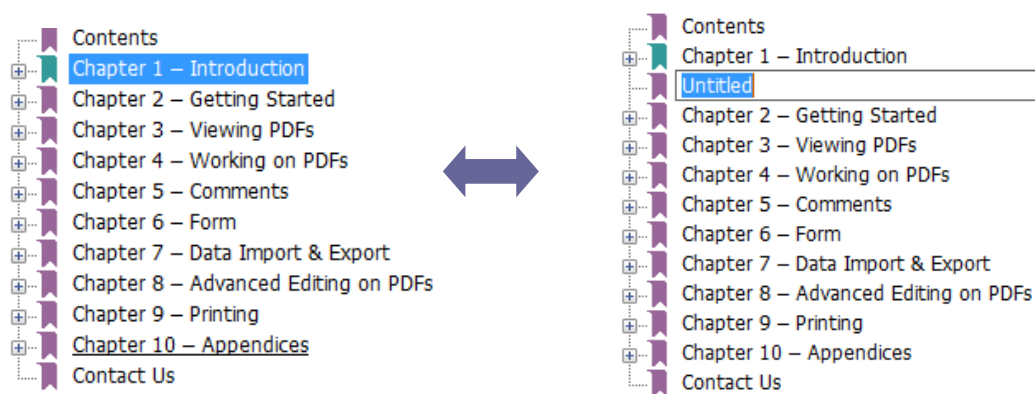 Contents
Chapter 1 – Introduction
Chapter 2 – Getting Started
Chapter 3 – Viewing PDFs
Chapter 4 – Working on PDFs
Chapter 5 – Comments
Chapter 6 – Form
Chapter 7 – Data Import & Export
Chapter 8 – Advanced Editing on PDFs
Chapter 9 – Printing
Chapter 10 – Appendices
Contact Us
Contents
Chapter 1 – Introduction
Untitled
Chapter 2 – Getting Started
Chapter 3 – Viewing PDFs
Chapter 4 – Working on PDFs
Chapter 5 – Comments
Chapter 6 – Form
Chapter 7 – Data Import & Export
Chapter 8 – Advanced Editing on PDFs
Chapter 9 – Printing
Chapter 10 – Appendices
Contact Us